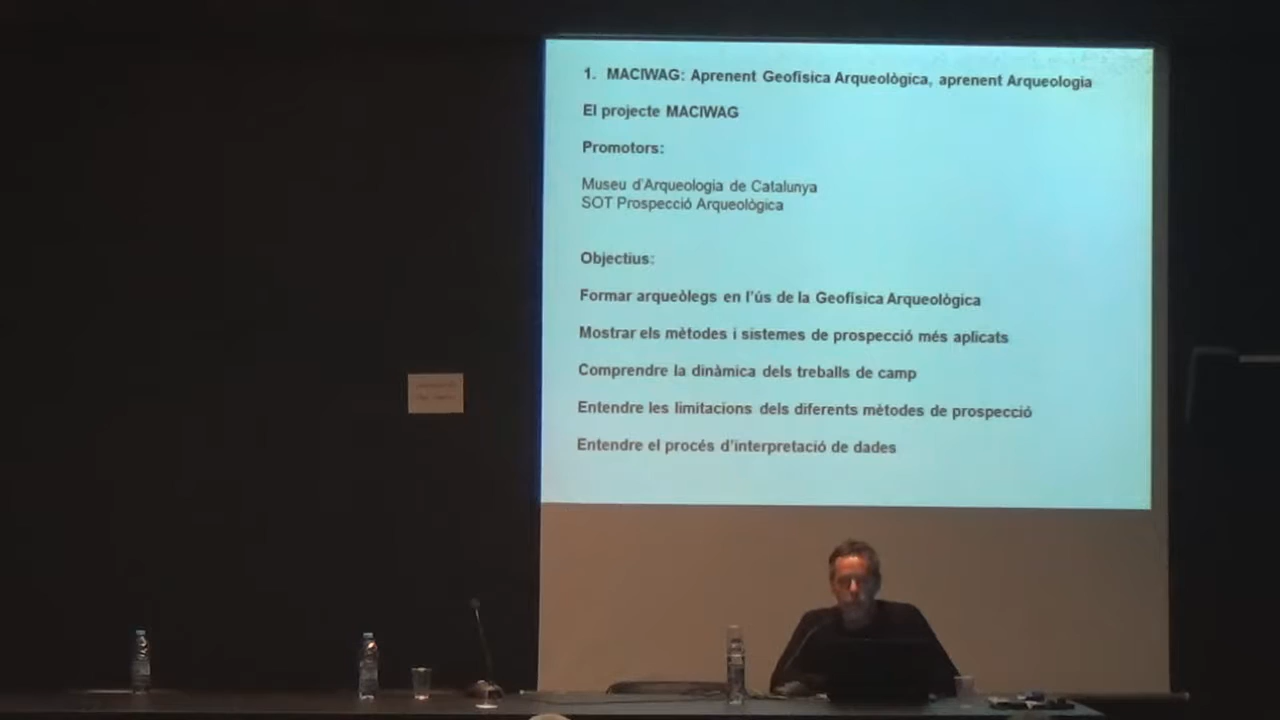 1. MACIWAG: Aprenent Geofísica Arqueològica, aprenent Arqueologia
El projecte MACIWAG
Promotors:
Museu d'Arqueologia de Catalunya
SOT Prospecció Arqueològica
Objectius:
Formar arqueòlegs en l'ús de la Geofísica Arqueològica
Mostrar els mètodes i sistemes de prospecció més aplicats
Comprendre la dinàmica dels treballs de camp
Entendre les limitacions dels diferents mètodes de prospecció
Entendre el procés d'interpretació de dades